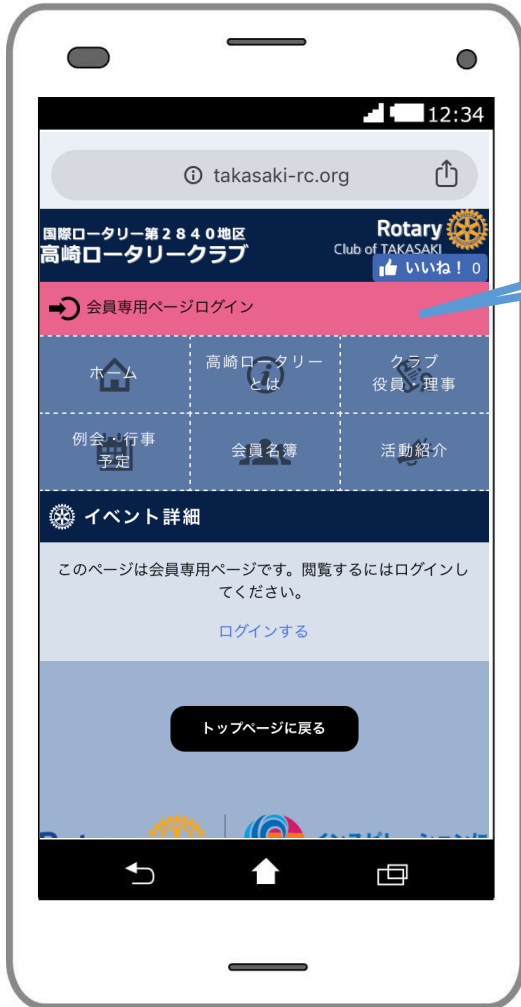 12:34
takasaki-rc.org
国際ロータリー第2840地区
高崎ロータリークラブ
Rotary
Club of TAKASAKI
いいね! 0
会員専用ページログイン
ホーム
高崎ロータリー
とは
クラブ
役員・理事
例会・行事
予定
会員名簿
活動紹介
イベント詳細
このページは会員専用ページです。閲覧するにはログインし
てください。
ログインする
トップページに戻る